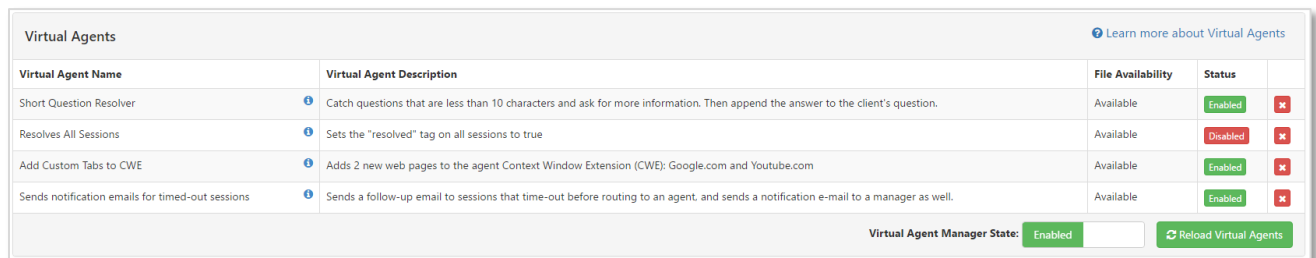 Virtual Agents
Learn more about Virtual Agents
Virtual Agent Name Virtual Agent Description File Availability Status
Short Question Resolver Catch questions that are less than 10 characters and ask for more information. Then append the answer to the client's question. Available Enabled
Resolves All Sessions Sets the "resolved" tag on all sessions to true Available Disabled
Add Custom Tabs to CWE Adds 2 new web pages to the agent Context Window Extension (CWE): Google.com and Youtube.com Available Enabled
Sends notification emails for timed-out sessions Sends a follow-up email to sessions that time-out before routing to an agent, and sends a notification e-mail to a manager as well. Available Enabled
Virtual Agent Manager State: Enabled Reload Virtual Agents